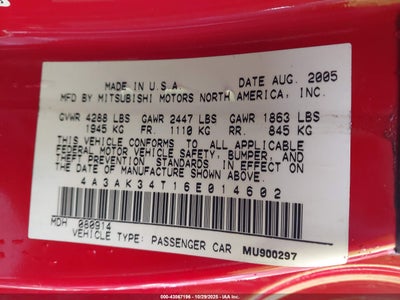 MADE IN U.S.A. DATE AUG. 2005
MFD BY MITSUBISHI MOTORS NORTH AMERICA, INC.
GVWR 4288 LBS GAWR 2447 LBS GAWR 1863 LBS
1945 KG FR. 1110 KG RR. 845 KG
THIS VEHICLE CONFORMS TO ALL APPLICABLE
FEDERAL MOTOR VEHICLE SAFETY, BUMPER, AND
THEFT PREVENTION STANDARDS IN EFFECT ON
THE DATE OF MANUFACTURE SHOWN ABOVE.
4A3AK34T16E014602
MDH 080914
VEHICLE TYPE: PASSENGER CAR MU900297
(000-43567196 | 10/29/2025 - IAA)